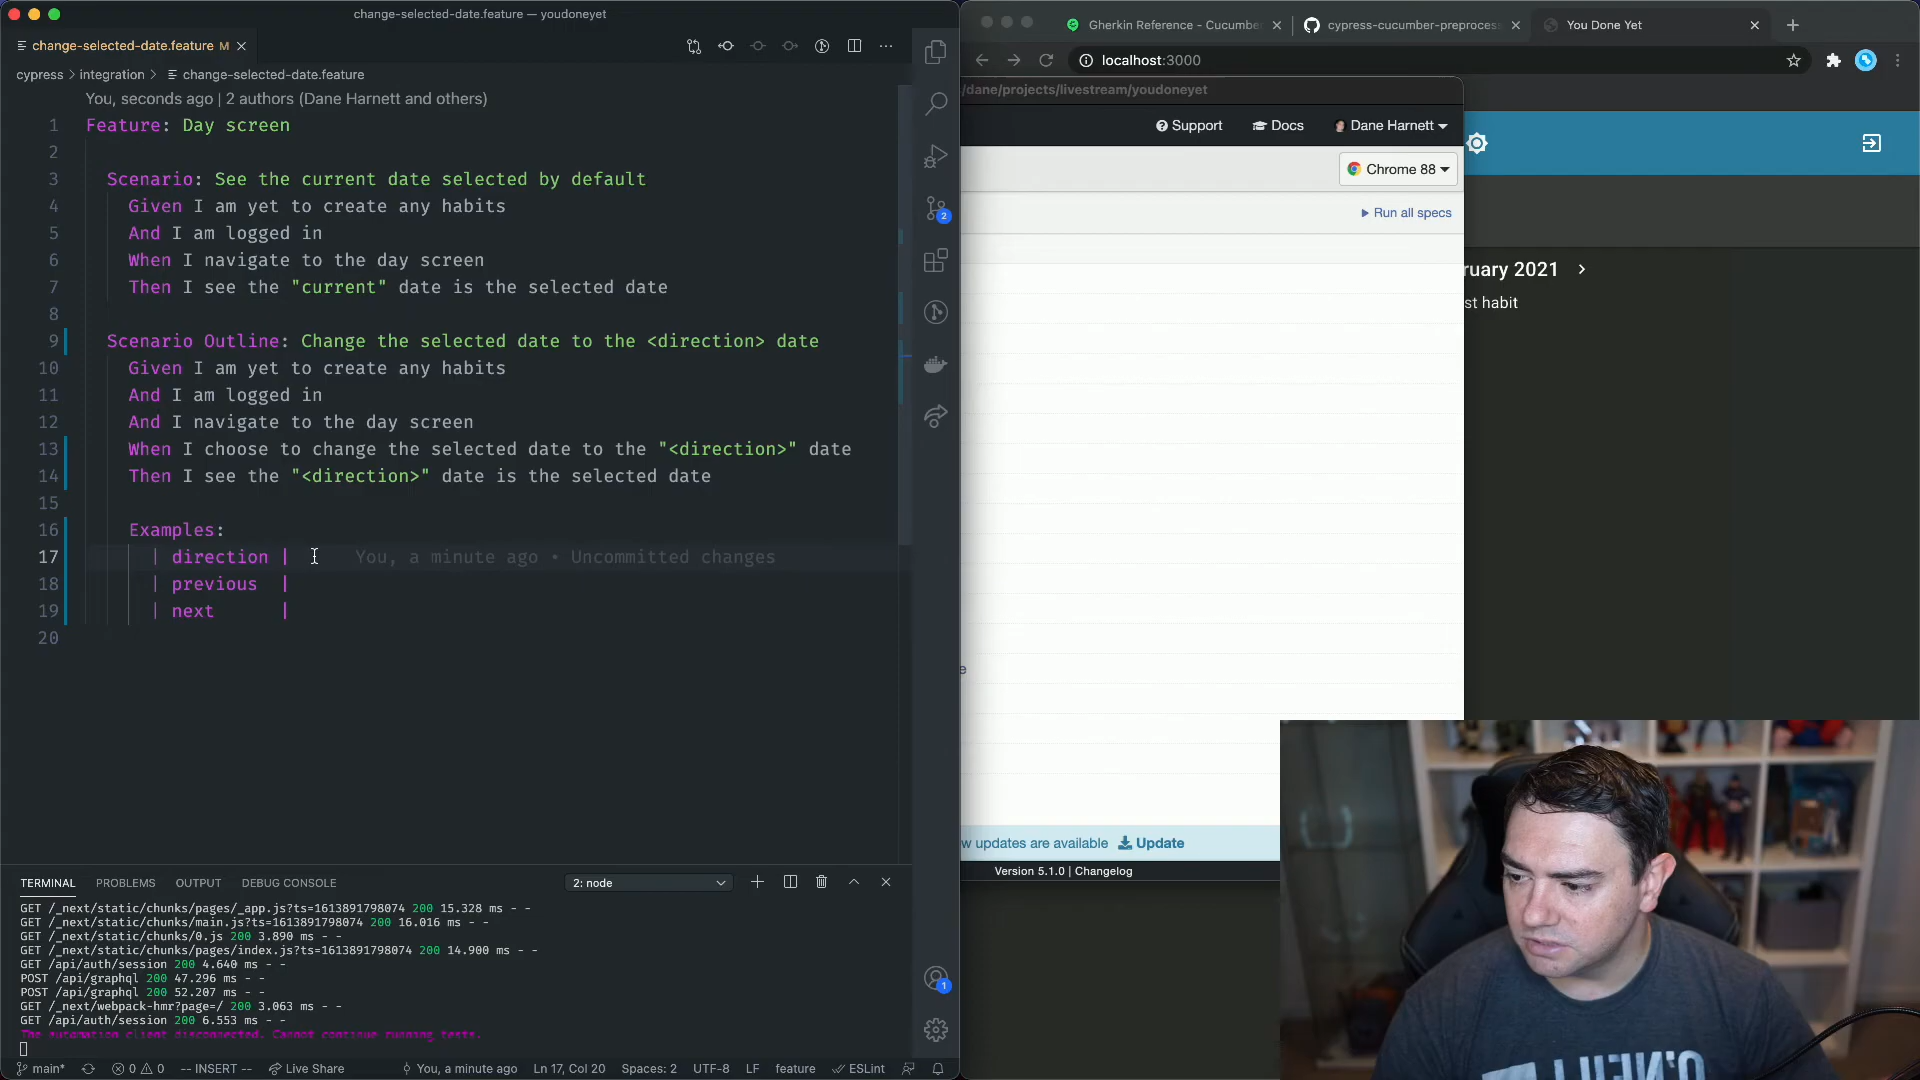 change-selected-date.feature — youdoneyet
change-selected-date.feature M
cypress > integration > change-selected-date.feature
You, seconds ago | 2 authors (Dane Harnett and others)
1 Feature: Day screen
2
3 Scenario: See the current date selected by default
4 Given I am yet to create any habits
5 And I am logged in
6 When I navigate to the day screen
7 Then I see the "current" date is the selected date
8
9 Scenario Outline: Change the selected date to the <direction> date
10 Given I am yet to create any habits
11 And I am logged in
12 And I navigate to the day screen
13 When I choose to change the selected date to the "<direction>" date
14 Then I see the "<direction>" date is the selected date
15
16 Examples:
17 | direction | You, a minute ago • Uncommitted changes
18 | previous |
19 | next |
20
2
1
TERMINAL PROBLEMS OUTPUT DEBUG CONSOLE 2: node
GET /_next/static/chunks/pages/_app.js?ts=1613891798074 200 15.328 ms - -
GET /_next/static/chunks/main.js?ts=1613891798074 200 16.016 ms - -
GET /_next/static/chunks/0.js 200 3.890 ms - -
GET /_next/static/chunks/pages/index.js?ts=1613891798074 200 14.900 ms - -
GET /api/auth/session 200 4.640 ms - -
POST /api/graphql 200 47.296 ms - -
POST /api/graphql 200 52.207 ms - -
GET /_next/webpack-hmr?page=/ 200 3.063 ms - -
GET /api/auth/session 200 6.553 ms - -
The automation client disconnected. Cannot continue running tests.
main* 0 0 -- INSERT -- Live Share You, a minute ago Ln 17, Col 20 Spaces: 2 UTF-8 LF feature ESLint
Gherkin Reference - Cucumber
cypress-cucumber-preprocess
You Done Yet
localhost:3000
/dane/projects/livestream/youdoneyet
Support Docs Dane Harnett
Chrome 88
Run all specs
ruary 2021
st habit
e
w updates are available Update
Version 5.1.0 | Changelog
O'NEILL